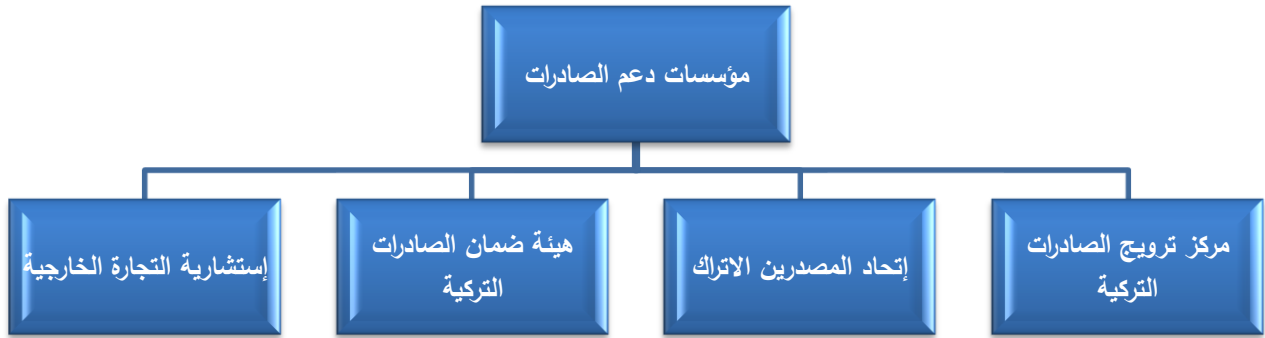 مؤسسات دعم الصادرات
مركز ترويج الصادرات
التركية
إتحاد المصدرين الاتراك
هيئة ضمان الصادرات
التركية
إستشارية التجارة الخارجية